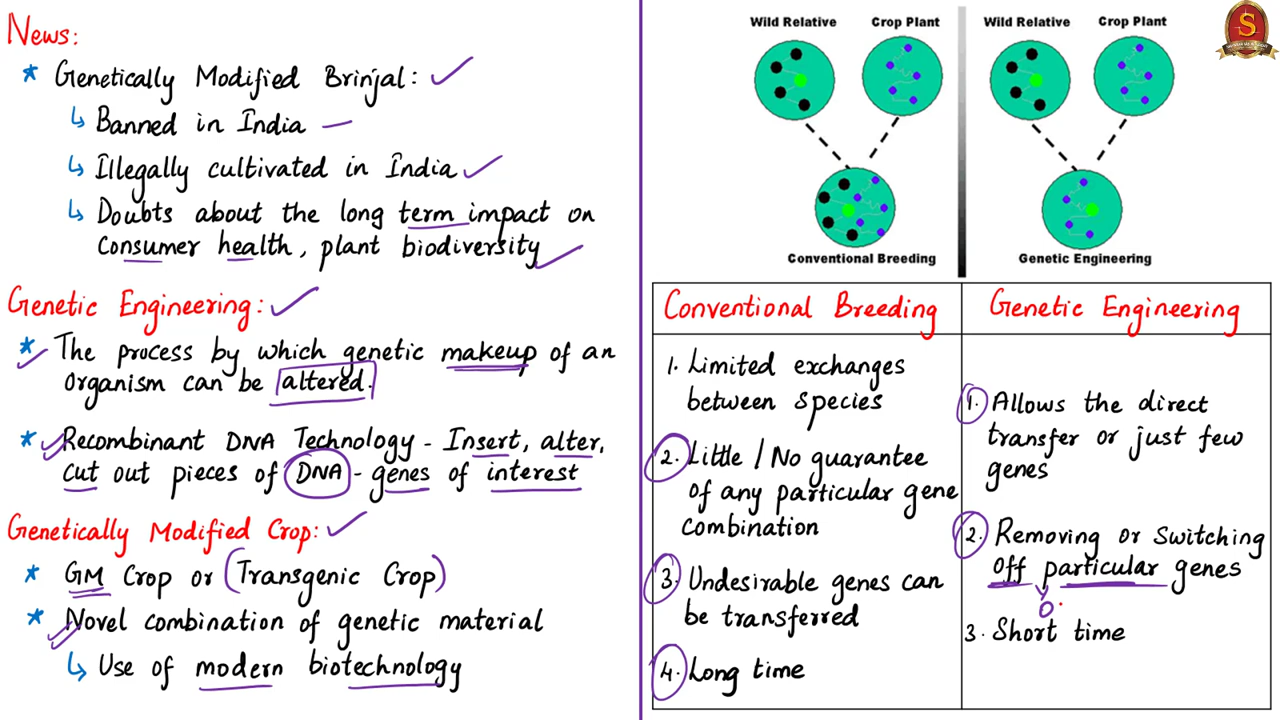 News:
* Genetically Modified Brinjal:
↳ Banned in India
↳ Illegally cultivated in India
↳ Doubts about the long term impact on
consumer health, plant biodiversity
Genetic Engineering:
* The process by which genetic makeup of an
organism can be altered.
* Recombinant DNA Technology - Insert, alter,
cut out pieces of DNA - genes of interest
Genetically Modified Crop:
* GM Crop or (Transgenic Crop)
* Novel combination of genetic material
↳ Use of modern biotechnology
Wild Relative
Crop Plant
Conventional Breeding
Wild Relative
Crop Plant
Genetic Engineering
S
Conventional Breeding
1. Limited exchanges
between species
2. Little / No guarantee
of any particular gene
combination
3. Undesirable genes can
be transferred
4. Long time
Genetic Engineering
1. Allows the direct
transfer or just few
genes
2. Removing or switching
off particular genes
3. Short time